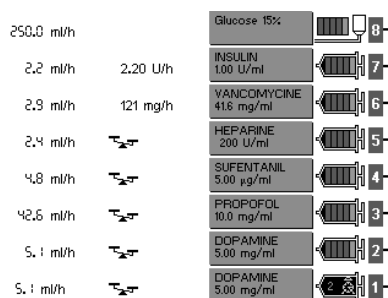 250.0 ml/h Glucose 15% 8
2.2 ml/h 2.20 U/h INSULIN 7
1.00 U/ml
2.9 ml/h 121 mg/h VANCOMYCINE 6
41.6 mg/ml
2.4 ml/h HEPARINE 5
200 U/ml
4.8 ml/h SUFENTANIL 4
5.00 µg/ml
42.6 ml/h PROPOFOL 3
10.0 mg/ml
5.1 ml/h DOPAMINE 2
5.00 mg/ml
5.1 ml/h DOPAMINE 2 1
5.00 mg/ml